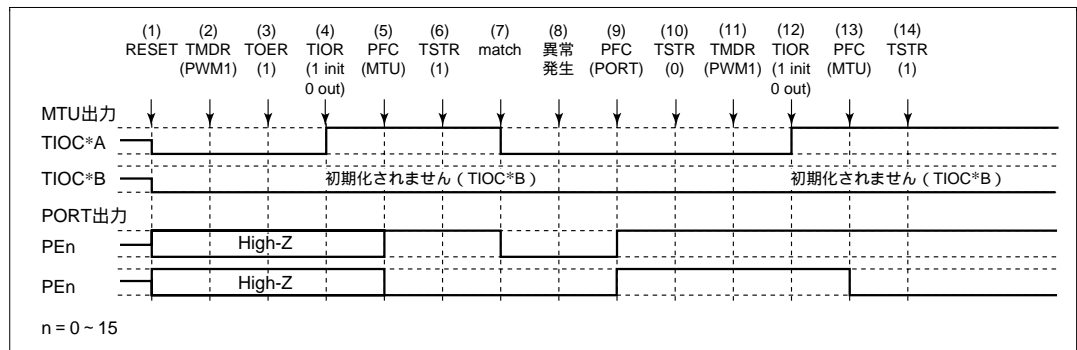 (1) (2) (3) (4) (5) (6) (7) (8) (9) (10) (11) (12) (13) (14)
RESET TMDR TOER TIOR PFC TSTR match 異常 PFC TSTR TMDR TIOR PFC TSTR
(PWM1) (1) (1 init (MTU) (1) 発生 (PORT) (0) (PWM1) (1 init (MTU) (1)
0 out) 0 out)
MTU出力
TIOC*A
TIOC*B 初期化されません（TIOC*B） 初期化されません（TIOC*B）
PORT出力
PEn High-Z
PEn High-Z
n = 0 ~ 15